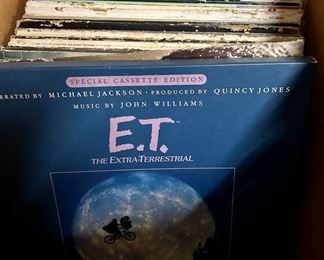 SPECIAL CASSETTE EDITION
RRATED BY MICHAEL JACKSON • PRODUCED BY QUINCY JONES
MUSIC BY JOHN WILLIAMS
E.T.
THE EXTRA-TERRESTRIAL